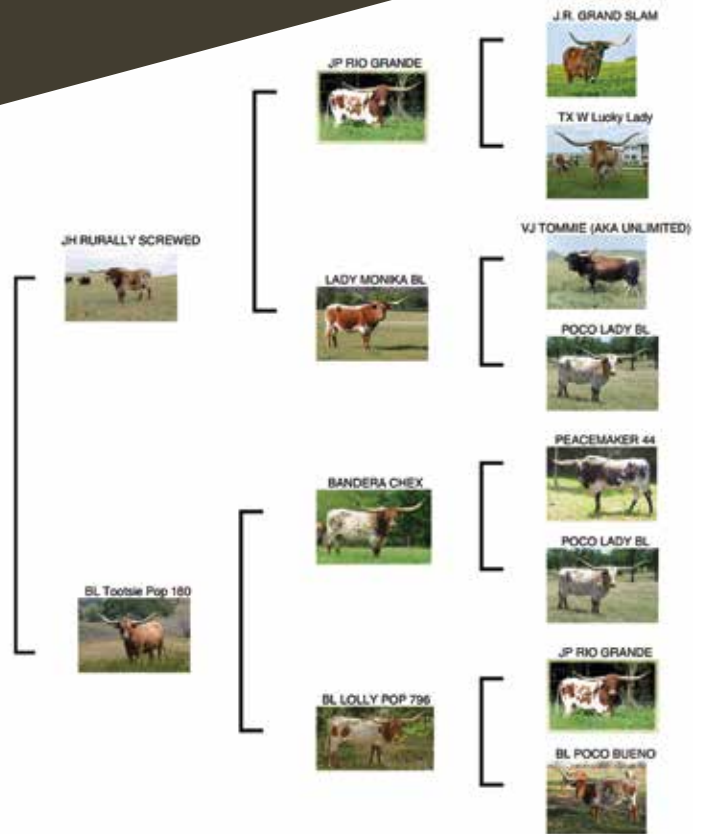 J.R. GRAND SLAM
JP RIO GRANDE
TX W Lucky Lady
JH RURALLY SCREWED
VJ TOMMIE (AKA UNLIMITED)
LADY MONIKA BL
POCO LADY BL
PEACEMAKER 44
BANDERA CHEX
POCO LADY BL
BL Tootsie Pop 180
JP RIO GRANDE
BL LOLLY POP 796
BL POCO BUENO